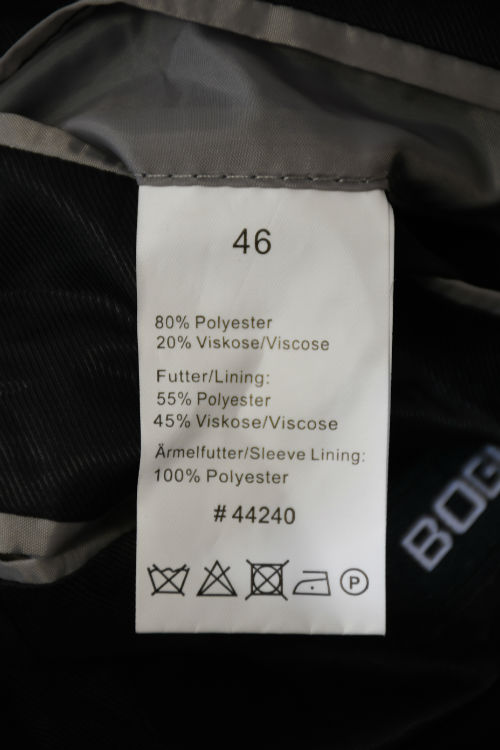 46
80% Polyester
20% Viskose/Viscose
Futter/Lining:
55% Polyester
45% Viskose/Viscose
Ärmelfutter/Sleeve Lining:
100% Polyester
# 44240
P